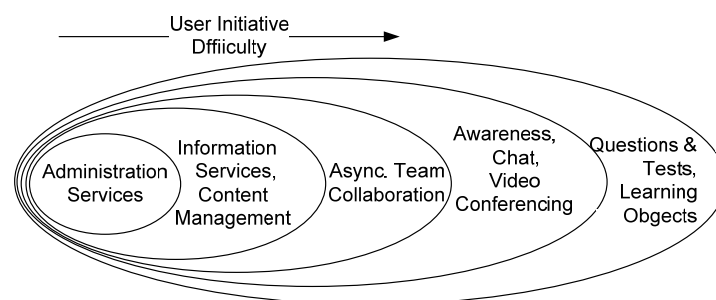 User Initiative
Dffiiculty
Administration
Services
Information
Services,
Content
Management
Async. Team
Collaboration
Awareness,
Chat,
Video
Conferencing
Questions &
Tests,
Learning
Obgects